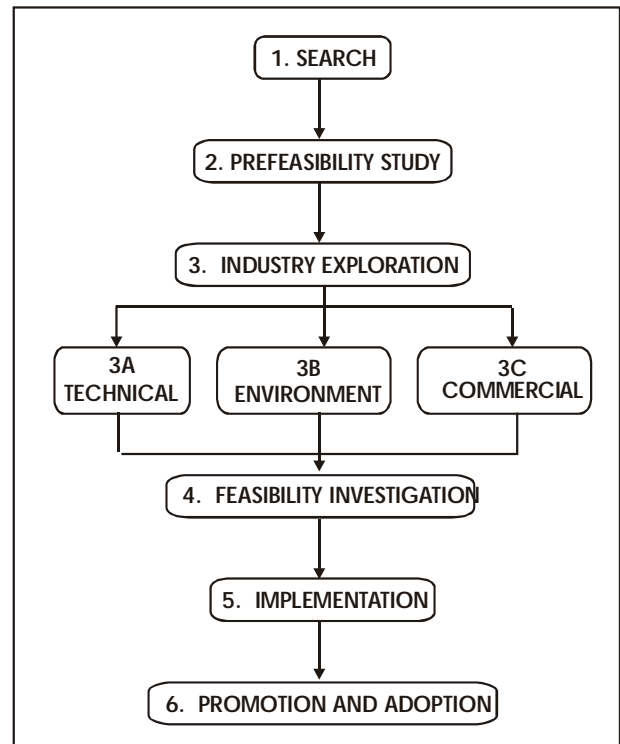 1. SEARCH
2. PREFEASIBILITY STUDY
3. INDUSTRY EXPLORATION
3A
TECHNICAL
3B
ENVIRONMENT
3C
COMMERCIAL
4. FEASIBILITY INVESTIGATION
5. IMPLEMENTATION
6. PROMOTION AND ADOPTION